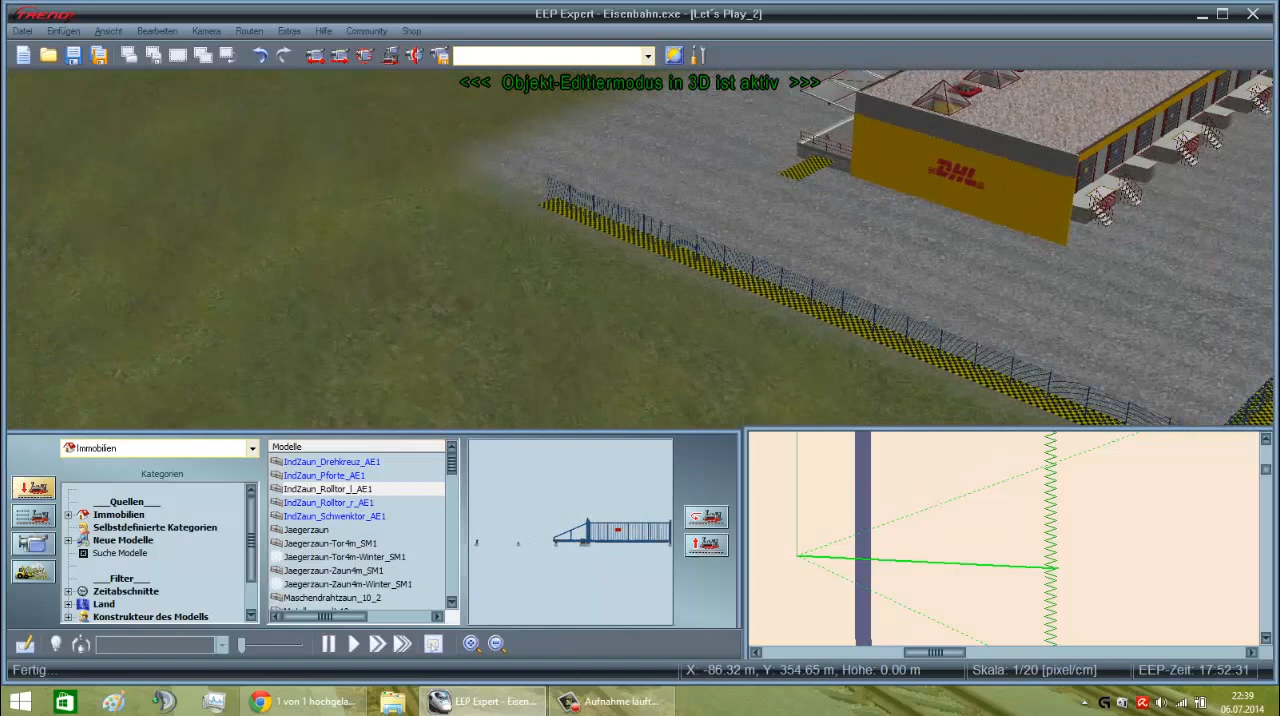 TREND
EEP Expert - Eisenbahn.exe - [Let´s Play_2]
Datei Einfügen Ansicht Bearbeiten Kamera Routen Extras Hilfe Community Shop
<<< Objekt-Editiermodus in 3D ist aktiv >>>
DHL
Immobilien
Kategorien
___Quellen___
Immobilien
Selbstdefinierte Kategorien
Neue Modelle
Suche Modelle
___Filter___
Zeitabschnitte
Land
Konstrukteur des Modells
Modelle
IndZaun_Drehkreuz_AE1
IndZaun_Pforte_AE1
IndZaun_Rolltor_l_AE1
IndZaun_Rolltor_r_AE1
IndZaun_Schwenktor_AE1
Jaegerzaun
Jaegerzaun-Tor4m_SM1
Jaegerzaun-Tor4m-Winter_SM1
Jaegerzaun-Zaun4m_SM1
Jaegerzaun-Zaun4m-Winter_SM1
Maschendrahtzaun_10_2
Fertig...
X: -86.32 m, Y: 354.65 m, Höhe: 0.00 m
Skala: 1/20 [pixel/cm]
EEP-Zeit: 17:52:31
1 von 1 hochgela...
EEP Expert - Eisen...
Aufnahme läuft...
22:39
06.07.2014